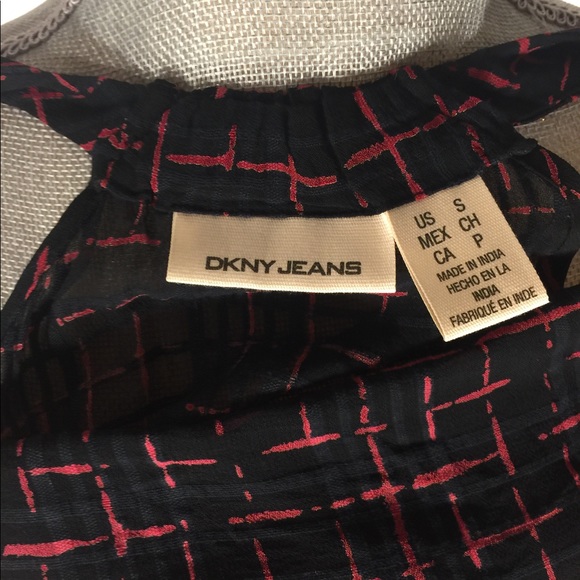 DKNY JEANS
US S
MEX CH
CA P
MADE IN INDIA
HECHO EN LA
INDIA
FABRIQUÉ EN INDE